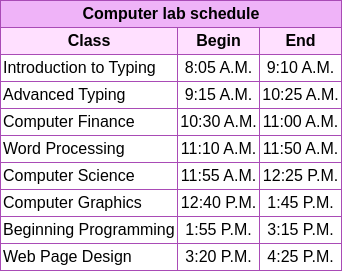 Computer lab schedule
Class Begin End
Introduction to Typing 8:05 A.M. 9:10 A.M.
Advanced Typing 9:15 A.M. 10:25 A.M.
Computer Finance 10:30 A.M. 11:00 A.M.
Word Processing 11:10 A.M. 11:50 A.M.
Computer Science 11:55 A.M. 12:25 P.M.
Computer Graphics 12:40 P.M. 1:45 P.M.
Beginning Programming 1:55 P.M. 3:15 P.M.
Web Page Design 3:20 P.M. 4:25 P.M.